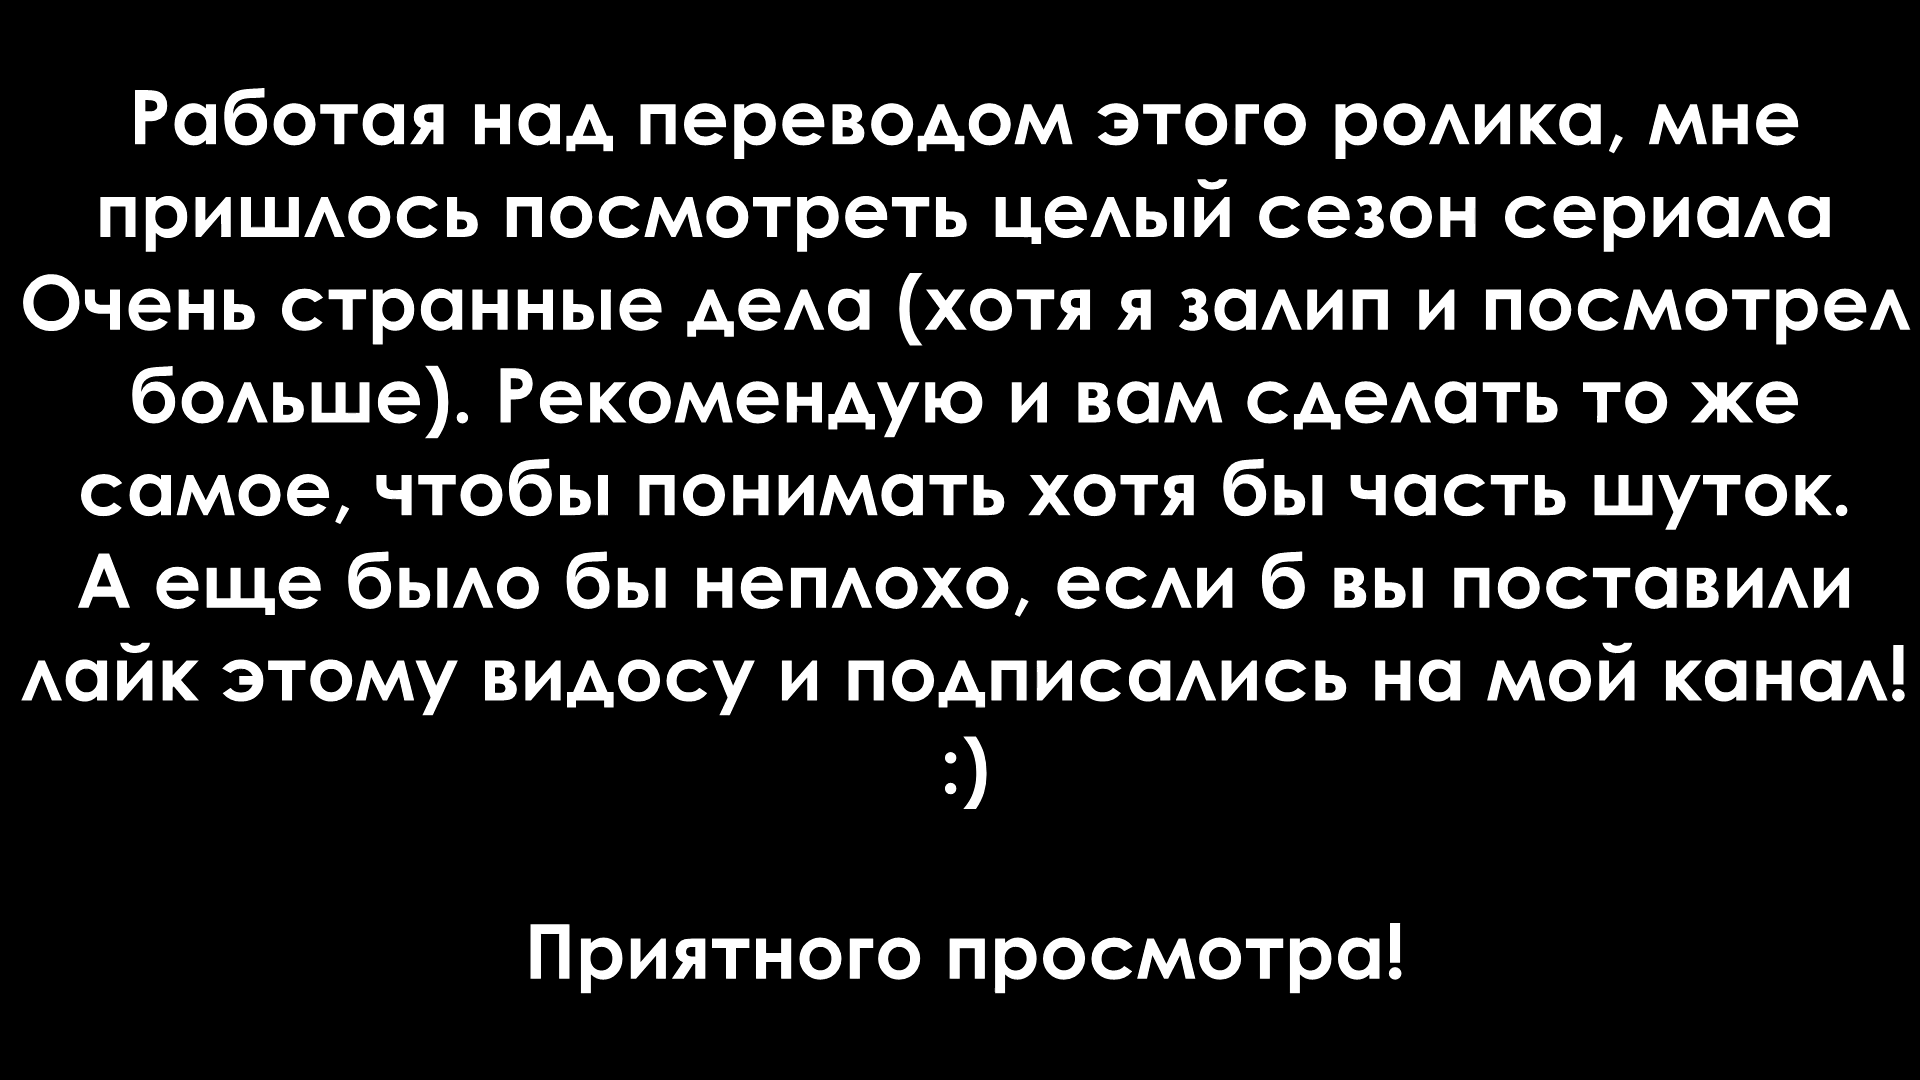 Работая над переводом этого ролика, мне
пришлось посмотреть целый сезон сериала
Очень странные дела (хотя я залип и посмотрел
больше). Рекомендую и вам сделать то же
самое, чтобы понимать хотя бы часть шуток.
А еще было бы неплохо, если б вы поставили
лайк этому видосу и подписались на мой канал!
:)
Приятного просмотра!